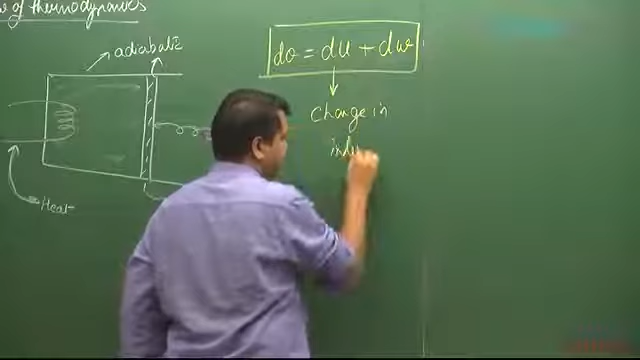 of thermodynamics
adiabatic
dQ = du + dw
Change in
Heat